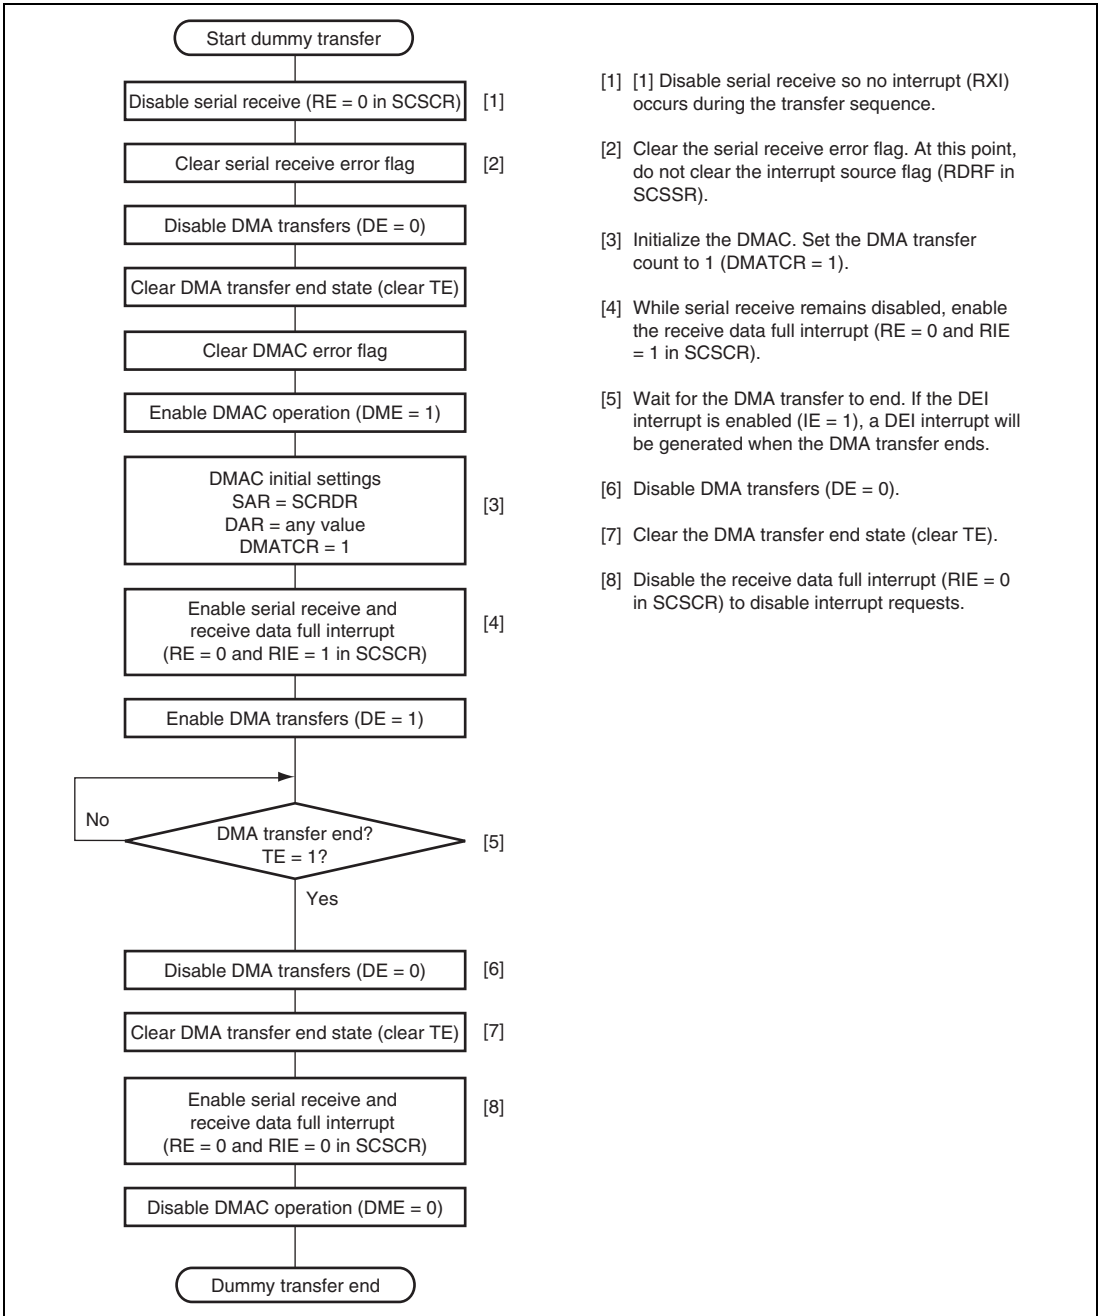 Start dummy transfer
Disable serial receive (RE = 0 in SCSCR)
[1]
Clear serial receive error flag
[2]
Disable DMA transfers (DE = 0)
Clear DMA transfer end state (clear TE)
Clear DMAC error flag
Enable DMAC operation (DME = 1)
DMAC initial settings
SAR = SCRDR
DAR = any value
DMATCR = 1
[3]
Enable serial receive and
receive data full interrupt
(RE = 0 and RIE = 1 in SCSCR)
[4]
Enable DMA transfers (DE = 1)
No
DMA transfer end?
TE = 1?
[5]
Yes
Disable DMA transfers (DE = 0)
[6]
Clear DMA transfer end state (clear TE)
[7]
Enable serial receive and
receive data full interrupt
(RE = 0 and RIE = 0 in SCSCR)
[8]
Disable DMAC operation (DME = 0)
Dummy transfer end
[1] [1] Disable serial receive so no interrupt (RXI)
occurs during the transfer sequence.
[2] Clear the serial receive error flag. At this point,
do not clear the interrupt source flag (RDRF in
SCSSR).
[3] Initialize the DMAC. Set the DMA transfer
count to 1 (DMATCR = 1).
[4] While serial receive remains disabled, enable
the receive data full interrupt (RE = 0 and RIE
= 1 in SCSCR).
[5] Wait for the DMA transfer to end. If the DEI
interrupt is enabled (IE = 1), a DEI interrupt will
be generated when the DMA transfer ends.
[6] Disable DMA transfers (DE = 0).
[7] Clear the DMA transfer end state (clear TE).
[8] Disable the receive data full interrupt (RIE = 0
in SCSCR) to disable interrupt requests.